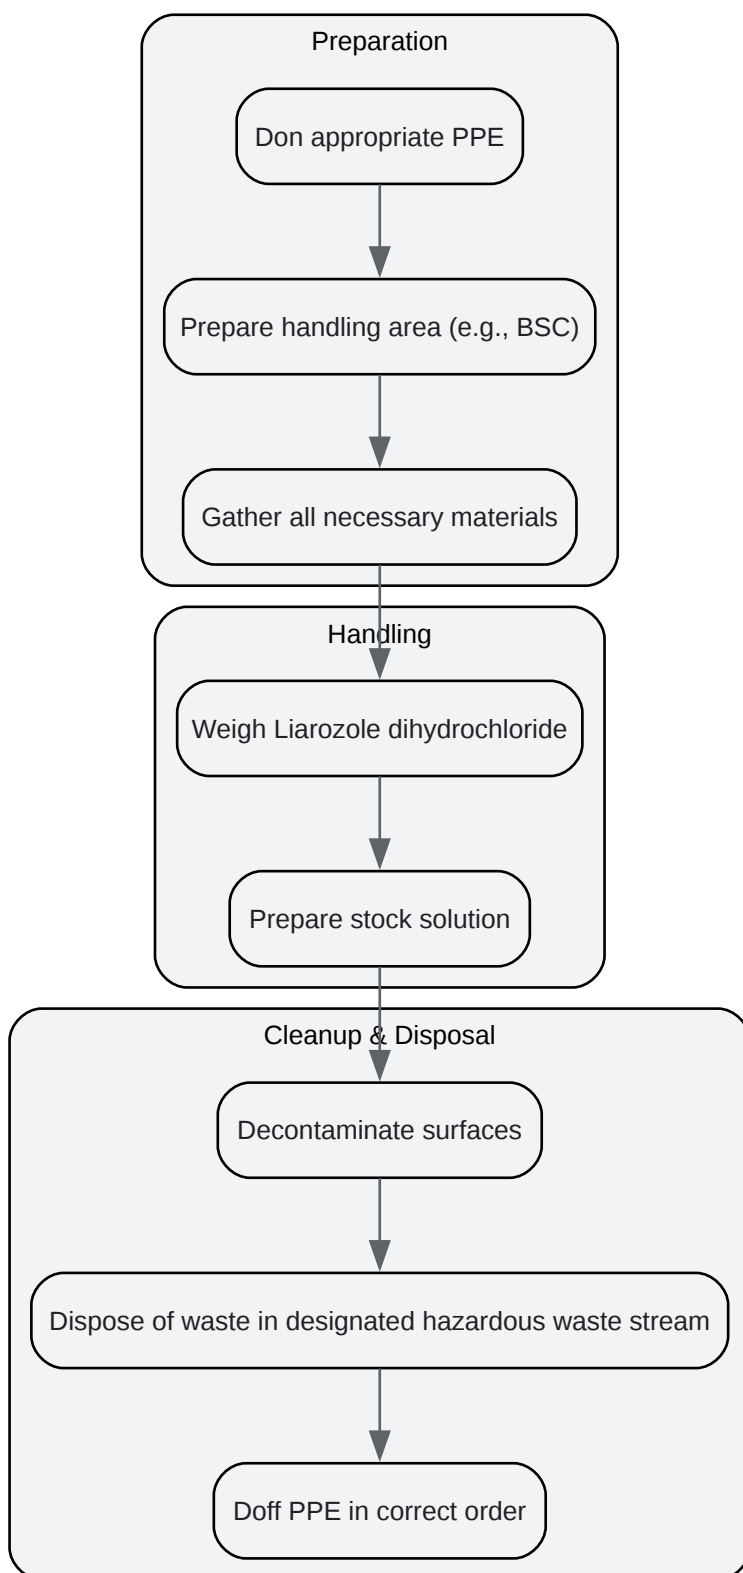 Preparation
Don appropriate PPE
Prepare handling area (e.g., BSC)
Gather all necessary materials
Handling
Weigh Liarozole dihydrochloride
Prepare stock solution
Cleanup & Disposal
Decontaminate surfaces
Dispose of waste in designated hazardous waste stream
Doff PPE in correct order